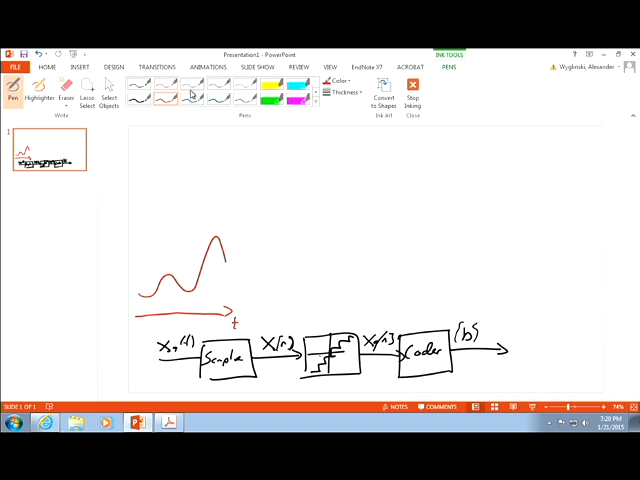 Presentation1 - PowerPoint
INK TOOLS
FILE HOME INSERT DESIGN TRANSITIONS ANIMATIONS SLIDE SHOW REVIEW VIEW EndNote X7 ACROBAT PENS
Wyglinski, Alexander
Pen Highlighter Eraser Lasso Select Select Objects
Color
Thickness
Convert to Shapes
Stop Inking
Write Pens Ink Art Close
1
t
X[n]
Coder
{b}
SLIDE 1 OF 1
NOTES COMMENTS 74%
7:20 PM
1/21/2015